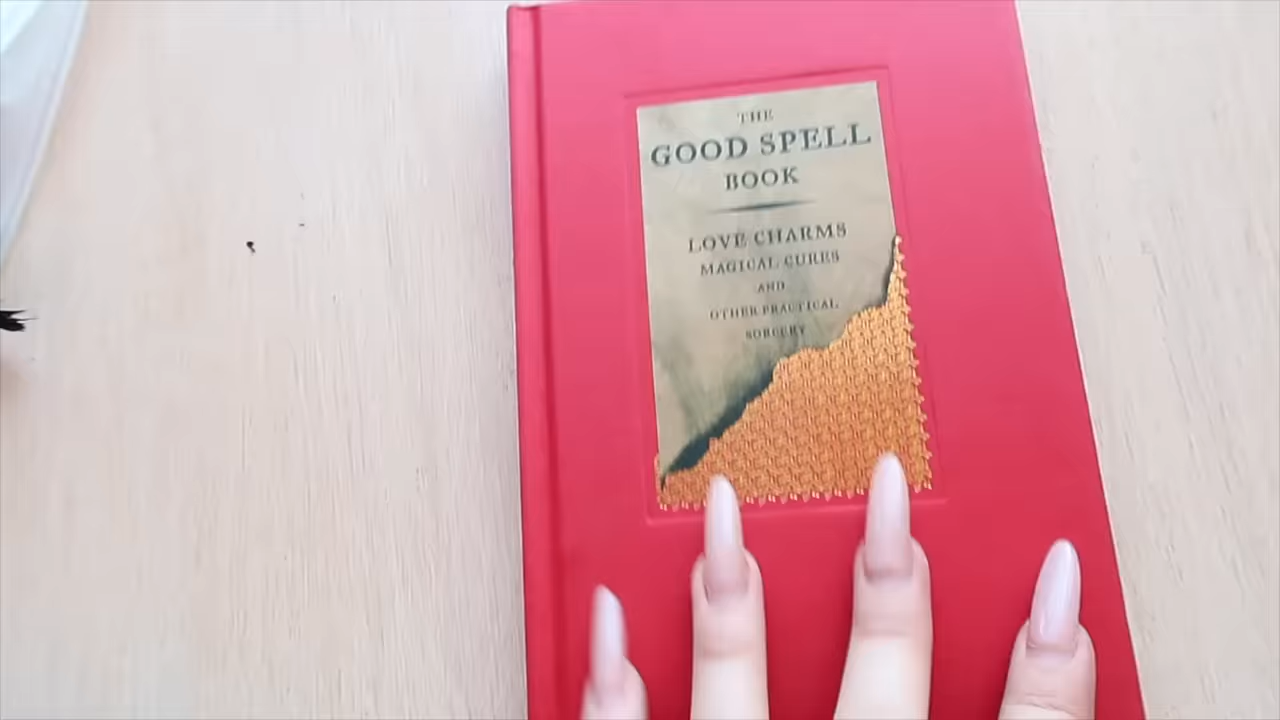 THE
GOOD SPELL
BOOK
LOVE CHARMS
MAGICAL CURES
AND
OTHER PRACTICAL
SORCERY